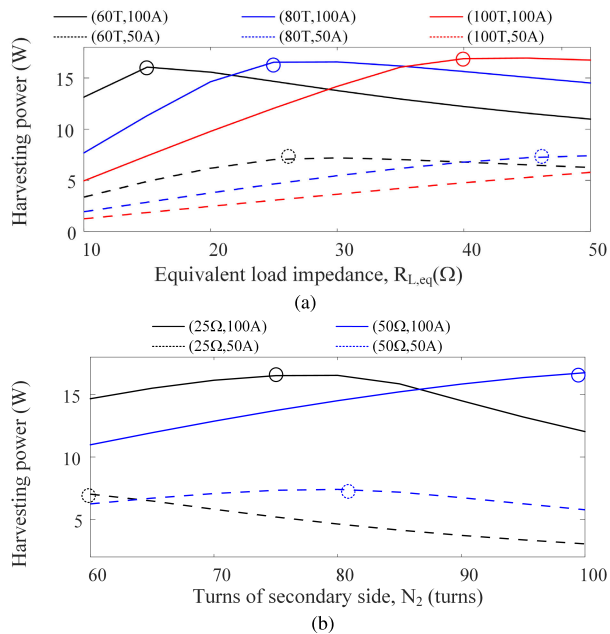 (60T,100A) (80T,100A) (100T,100A)
(60T,50A) (80T,50A) (100T,50A)
Harvesting power (W)
15
10
5
0
10 20 30 40 50
Equivalent load impedance, R_L,eq(Ω)
(a)
(25Ω,100A) (50Ω,100A)
(25Ω,50A) (50Ω,50A)
Harvesting power (W)
15
10
5
60 70 80 90 100
Turns of secondary side, N₂ (turns)
(b)